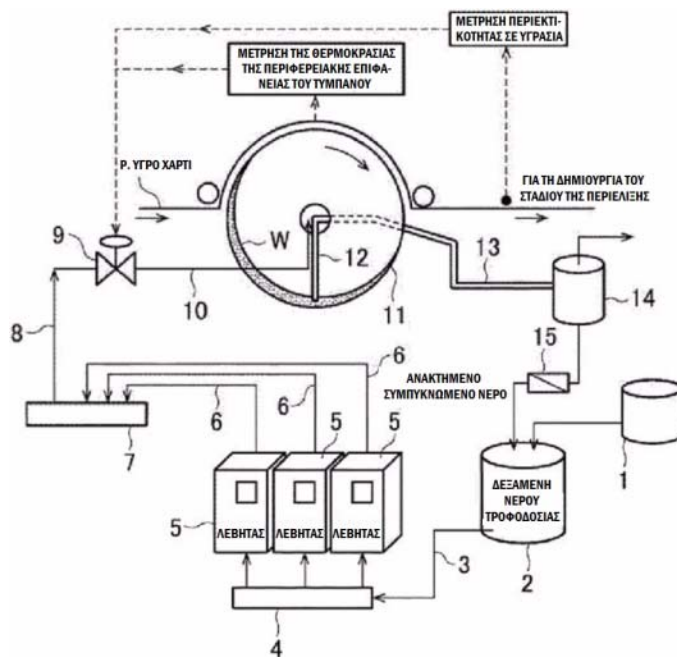 ΜΕΤΡΗΣΗ ΠΕΡΙΕΚΤΙ-
ΚΟΤΗΤΑΣ ΣΕ ΥΓΡΑΣΙΑ
ΜΕΤΡΗΣΗ ΤΗΣ ΘΕΡΜΟΚΡΑΣΙΑΣ
ΤΗΣ ΠΕΡΙΦΕΡΕΙΑΚΗΣ ΕΠΙΦΑ-
ΝΕΙΑΣ ΤΟΥ ΤΥΜΠΑΝΟΥ
Ρ. ΥΓΡΟ ΧΑΡΤΙ
ΓΙΑ ΤΗ ΔΗΜΙΟΥΡΓΙΑ ΤΟΥ
ΣΤΑΔΙΟΥ ΤΗΣ ΠΕΡΙΕΛΙΞΗΣ
9
W
12
13
10
11
14
8
15
6
ΑΝΑΚΤΗΜΕΝΟ
ΣΥΜΠΥΚΝΩΜΕΝΟ ΝΕΡΟ
6
6
7
5
5
1
ΔΕΞΑΜΕΝΗ
ΝΕΡΟΥ
ΤΡΟΦΟΔΟΣΙΑΣ
5
ΛΕΒΗΤΑΣ
ΛΕΒΗΤΑΣ
ΛΕΒΗΤΑΣ
3
2
4